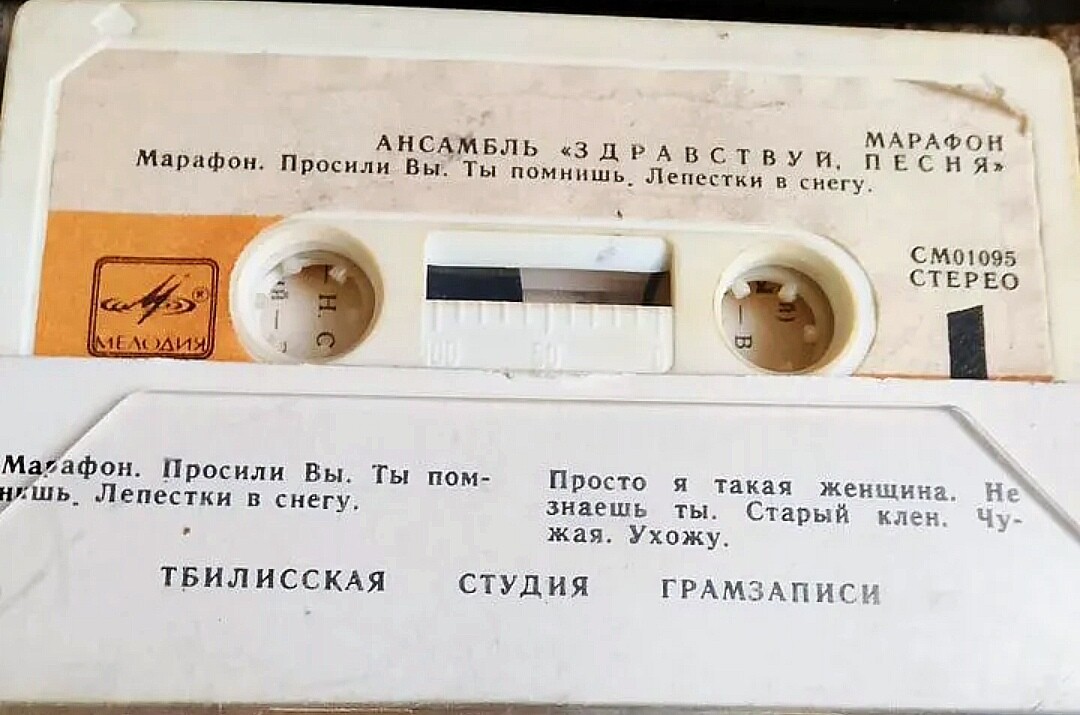 МАРАФОН
АНСАМБЛЬ «ЗДРАВСТВУЙ, ПЕСНЯ»
Марафон. Просили Вы. Ты помнишь. Лепестки в снегу.
СМ01095
СТЕРЕО
МЕЛОДИЯ
®
1
Марафон. Просили Вы. Ты пом-
нишь. Лепестки в снегу.
Просто я такая женщина. Не
знаешь ты. Старый клен. Чу-
жая. Ухожу.
ТБИЛИССКАЯ СТУДИЯ ГРАМЗАПИСИ